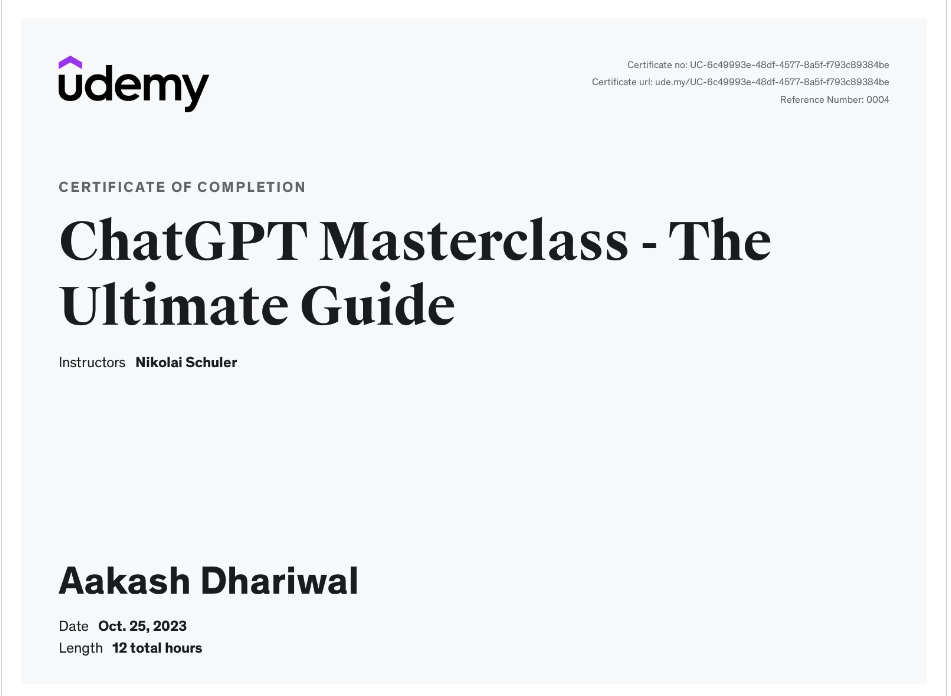 udemy
Certificate no: UC-6c49993e-48df-4577-8a5f-f793c89384be
Certificate url: ude.my/UC-6c49993e-48df-4577-8a5f-f793c89384be
Reference Number: 0004
CERTIFICATE OF COMPLETION
ChatGPT Masterclass - The
Ultimate Guide
Instructors Nikolai Schuler
Aakash Dhariwal
Date Oct. 25, 2023
Length 12 total hours